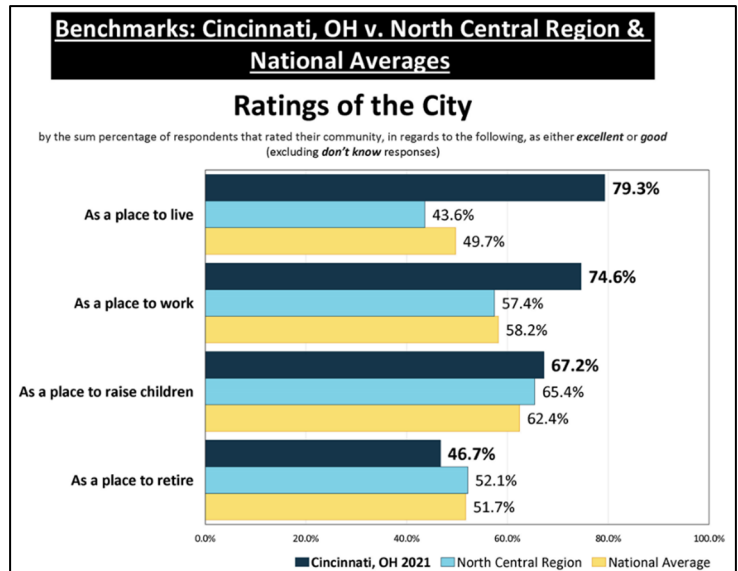 Benchmarks: Cincinnati, OH v. North Central Region &
National Averages
Ratings of the City
by the sum percentage of respondents that rated their community, in regards to the following, as either excellent or good
(excluding don't know responses)
As a place to live
79.3%
43.6%
49.7%
As a place to work
74.6%
57.4%
58.2%
As a place to raise children
67.2%
65.4%
62.4%
As a place to retire
46.7%
52.1%
51.7%
0.0% 20.0% 40.0% 60.0% 80.0% 100.0%
Cincinnati, OH 2021 North Central Region National Average